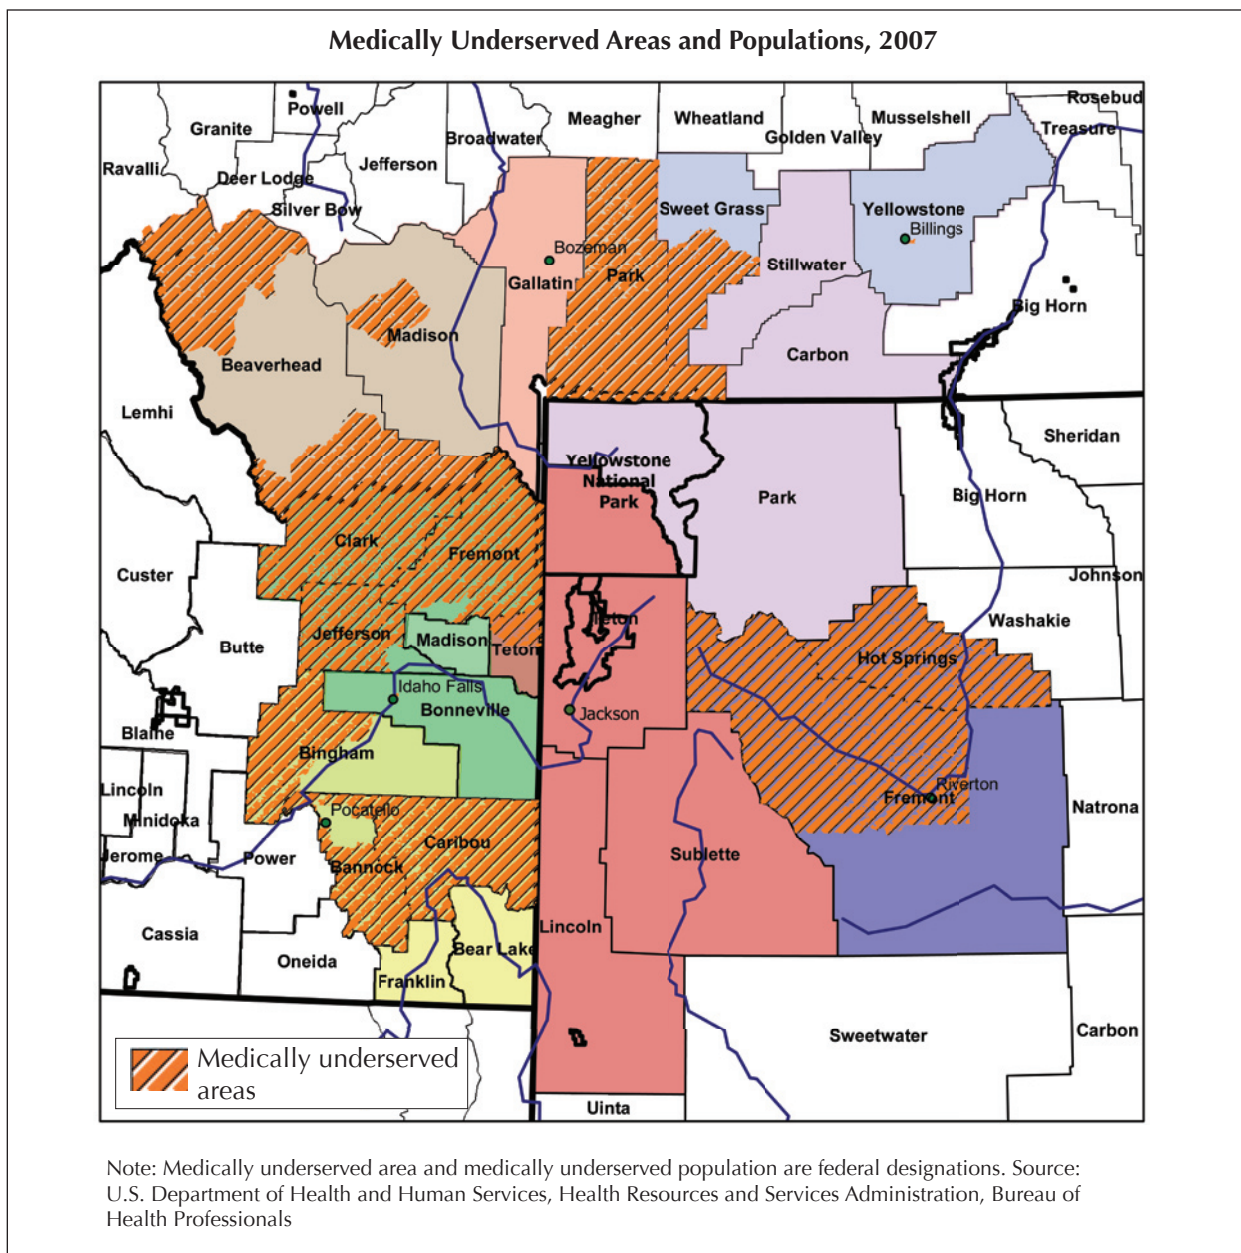 Medically Underserved Areas and Populations, 2007
Powell
Granite
Broadwater
Meagher
Wheatland
Golden Valley
Musselshell
Rosebud
Treasure
Ravalli
Deer Lodge
Jefferson
Silver Bow
Sweet Grass
Yellowstone
Billings
Bozeman
Gallatin
Park
Stillwater
Big Horn
Madison
Beaverhead
Carbon
Lemhi
Sheridan
Yellowstone
National
Park
Park
Big Horn
Clark
Fremont
Custer
Johnson
Washakie
Teton
Butte
Jefferson
Madison
Teton
Hot Springs
Idaho Falls
Bonneville
Jackson
Blaine
Bingham
Riverton
Fremont
Natrona
Lincoln
Minidoka
Pocatello
Caribou
Jerome
Power
Bannock
Sublette
Cassia
Lincoln
Oneida
Bear Lake
Franklin
Sweetwater
Carbon
Medically underserved
areas
Uinta
Note: Medically underserved area and medically underserved population are federal designations. Source:
U.S. Department of Health and Human Services, Health Resources and Services Administration, Bureau of
Health Professionals